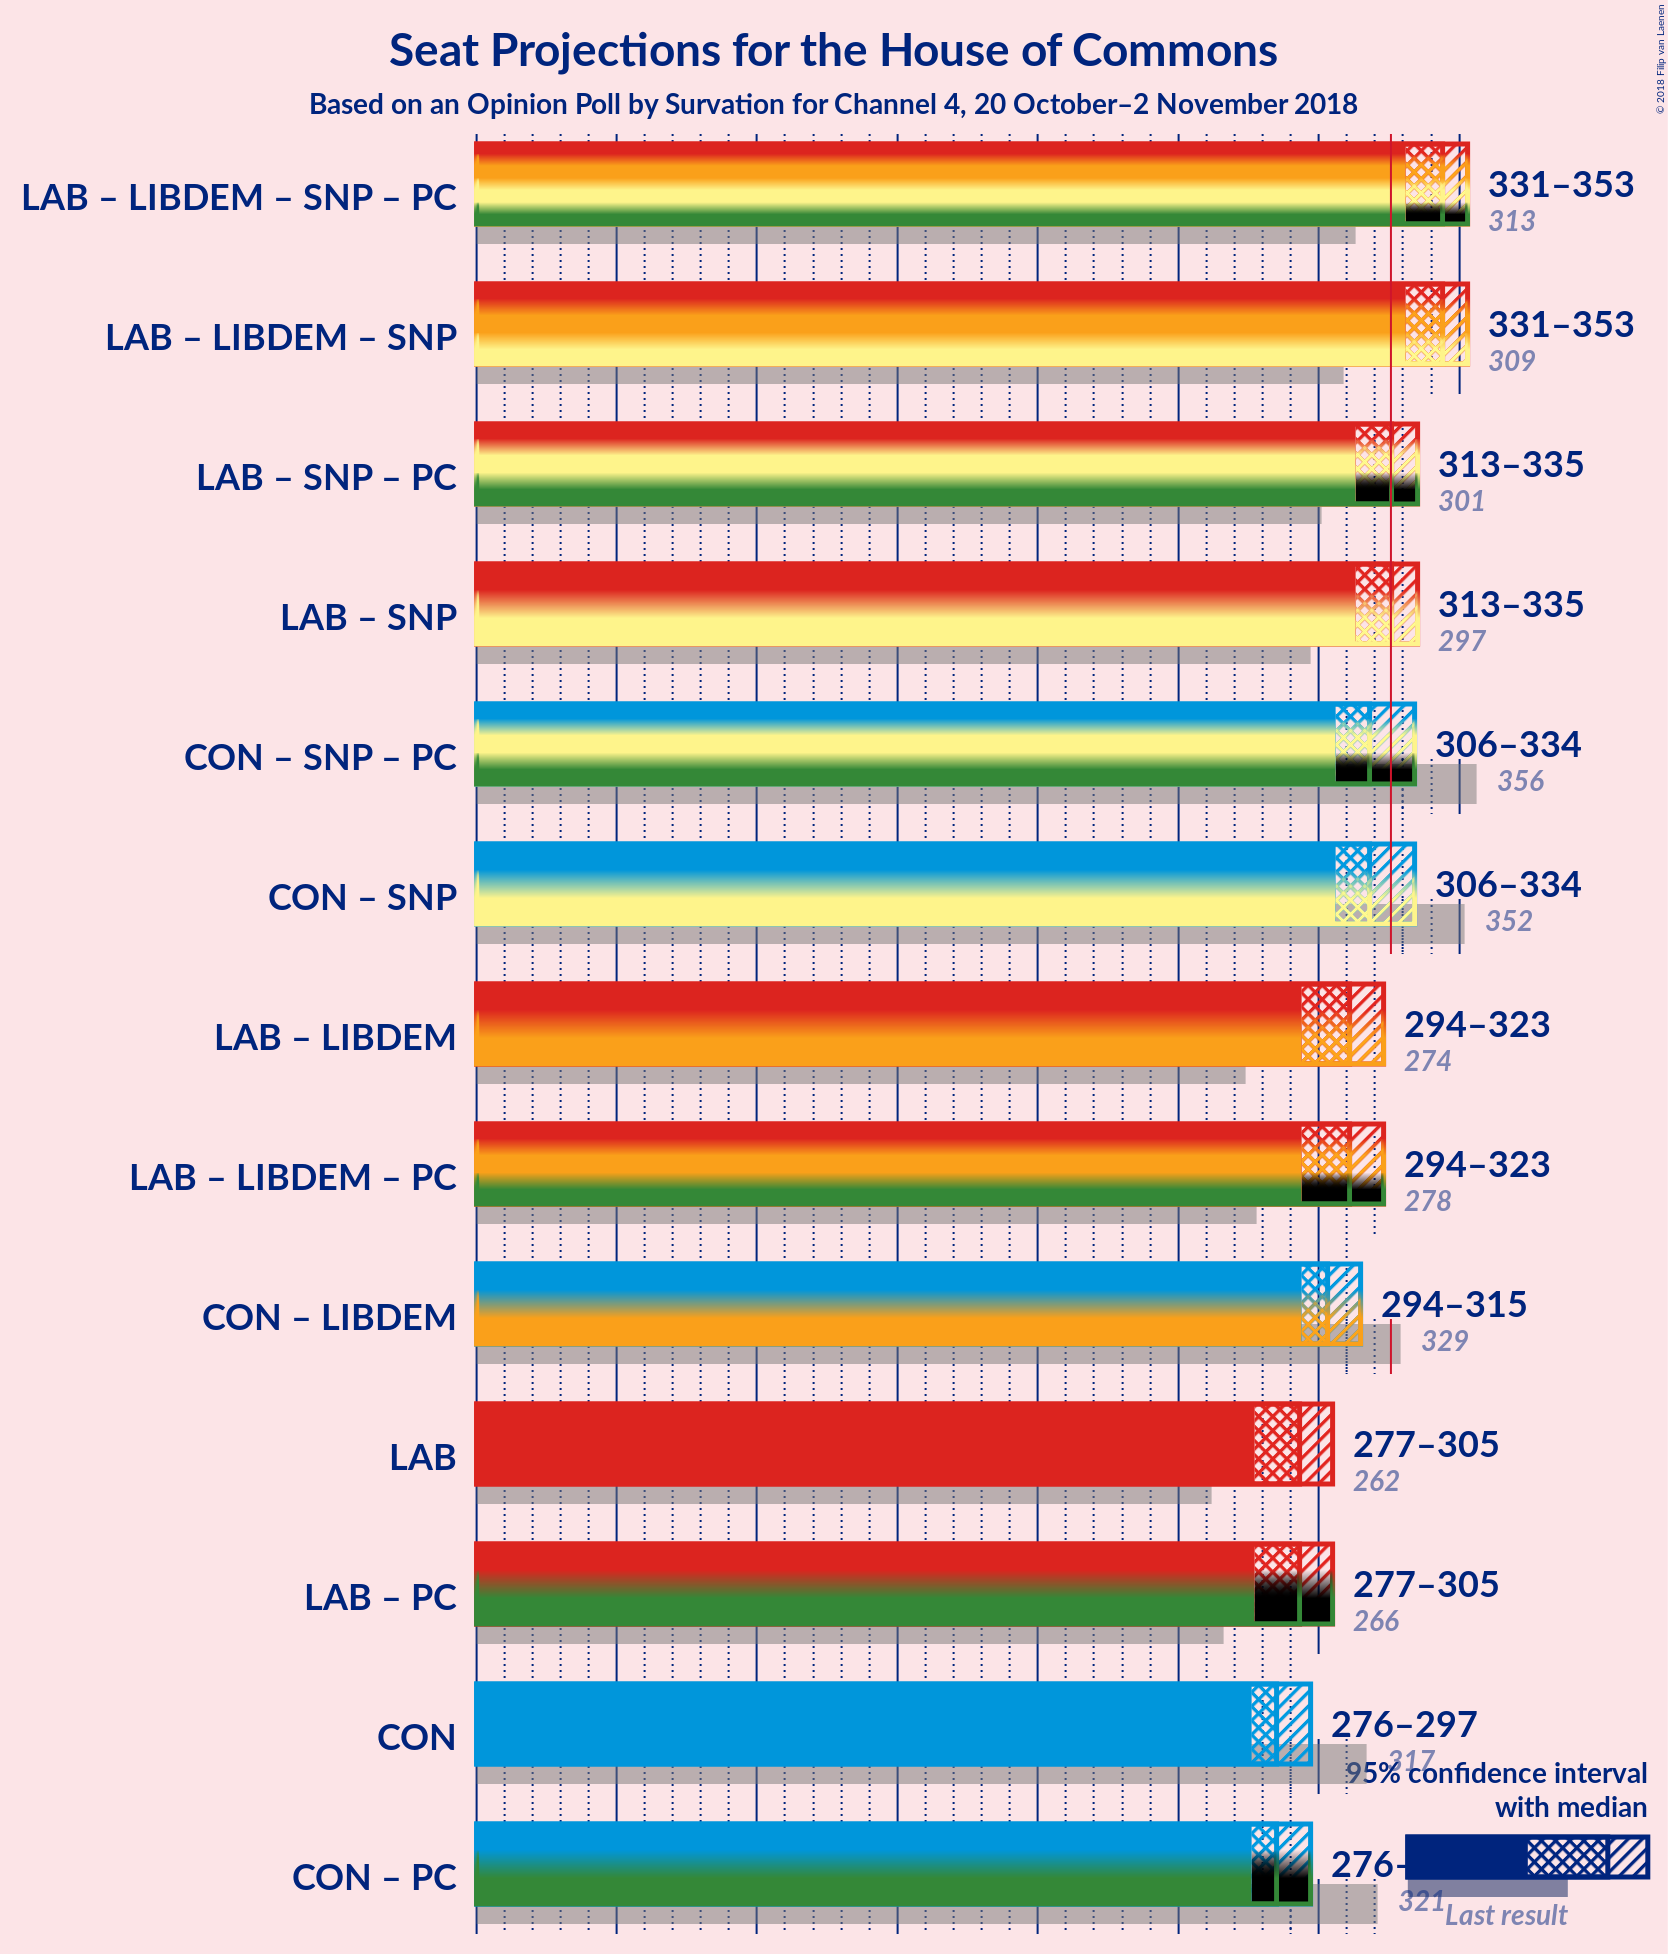 Seat Projections for the House of Commons
Based on an Opinion Poll by Survation for Channel 4, 20 October–2 November 2018
© 2018 Filip van Laenen
LAB – LIBDEM – SNP – PC
331–353
313
LAB – LIBDEM – SNP
331–353
309
LAB – SNP – PC
313–335
301
LAB – SNP
313–335
297
CON – SNP – PC
306–334
356
CON – SNP
306–334
352
LAB – LIBDEM
294–323
274
LAB – LIBDEM – PC
294–323
278
CON – LIBDEM
294–315
329
LAB
277–305
262
LAB – PC
277–305
266
CON
276–297
317
95% confidence interval
with median
CON – PC
276–
321
Last result